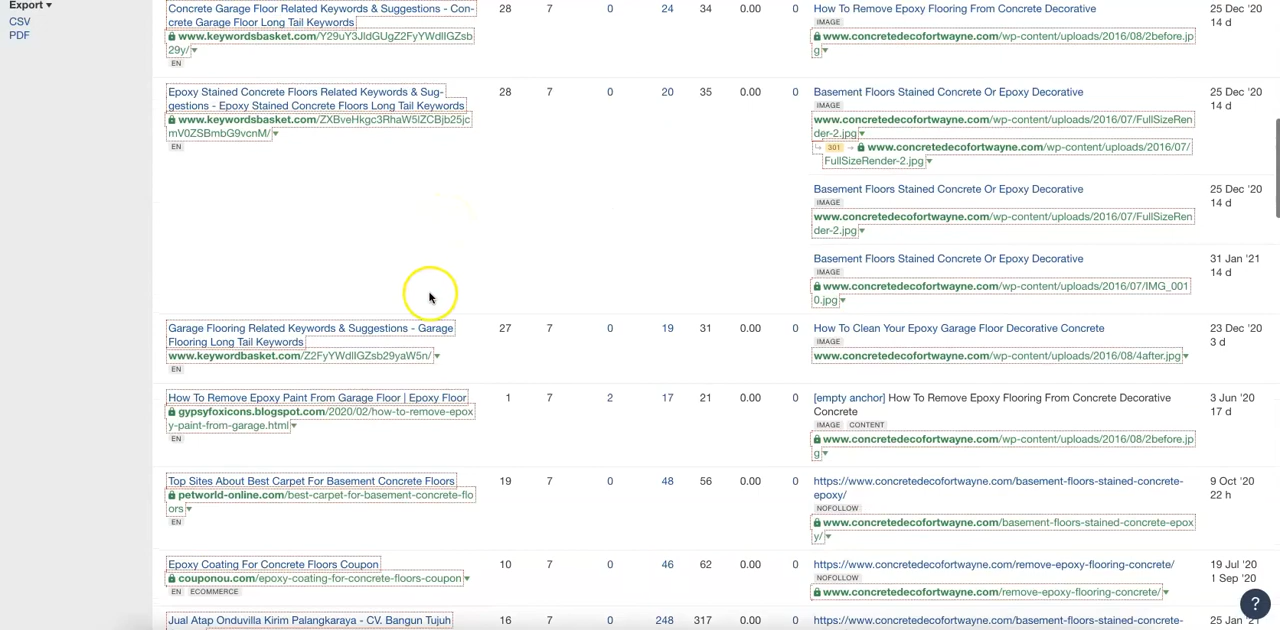 Export ▾
CSV
PDF
Concrete Garage Floor Related Keywords & Suggestions - Con-
crete Garage Floor Long Tail Keywords
www.keywordsbasket.com/Y29uY3JldGUgZ2FyYWdlIGZsb
29y/
EN
28 7 0 24 34
How To Remove Epoxy Flooring From Concrete Decorative
IMAGE
www.concretedecofortwayne.com/wp-content/uploads/2016/08/2before.jp
g
25 Dec '20
14 d
Epoxy Stained Concrete Floors Related Keywords & Sug-
gestions - Epoxy Stained Concrete Floors Long Tail Keywords
www.keywordsbasket.com/ZXBveHkgc3RhaW5lZCBjb25jc
mV0ZSBmbG9vcnM/
EN
28 7 0 20 35 0.00 0
Basement Floors Stained Concrete Or Epoxy Decorative
IMAGE
www.concretedecofortwayne.com/wp-content/uploads/2016/07/FullSizeRen
der-2.jpg
301 → www.concretedecofortwayne.com/wp-content/uploads/2016/07/
FullSizeRender-2.jpg
25 Dec '20
14 d
Basement Floors Stained Concrete Or Epoxy Decorative
IMAGE
www.concretedecofortwayne.com/wp-content/uploads/2016/07/FullSizeRen
der-2.jpg
25 Dec '20
14 d
Basement Floors Stained Concrete Or Epoxy Decorative
IMAGE
www.concretedecofortwayne.com/wp-content/uploads/2016/07/IMG_001
0.jpg
31 Jan '21
14 d
Garage Flooring Related Keywords & Suggestions - Garage
Flooring Long Tail Keywords
www.keywordbasket.com/Z2FyYWdlIGZsb29yaW5n/
EN
27 7 0 19 31 0.00 0
How To Clean Your Epoxy Garage Floor Decorative Concrete
IMAGE
www.concretedecofortwayne.com/wp-content/uploads/2016/08/4after.jpg
23 Dec '20
3 d
How To Remove Epoxy Paint From Garage Floor | Epoxy Floor
gypsyfoxicons.blogspot.com/2020/02/how-to-remove-epox
y-paint-from-garage.html
EN
1 7 2 17 21 0.00 0
[empty anchor] How To Remove Epoxy Flooring From Concrete Decorative
Concrete
IMAGE CONTENT
www.concretedecofortwayne.com/wp-content/uploads/2016/08/2before.jp
g
3 Jun '20
17 d
Top Sites About Best Carpet For Basement Concrete Floors
petworld-online.com/best-carpet-for-basement-concrete-flo
ors
EN
19 7 0 48 56 0.00 0
https://www.concretedecofortwayne.com/basement-floors-stained-concrete-
epoxy/
NOFOLLOW
www.concretedecofortwayne.com/basement-floors-stained-concrete-epox
y/
9 Oct '20
22 h
Epoxy Coating For Concrete Floors Coupon
couponou.com/epoxy-coating-for-concrete-floors-coupon
EN ECOMMERCE
10 7 0 46 62 0.00 0
https://www.concretedecofortwayne.com/remove-epoxy-flooring-concrete/
NOFOLLOW
www.concretedecofortwayne.com/remove-epoxy-flooring-concrete/
19 Jul '20
1 Sep '20
?
Jual Atap Onduvilla Kirim Palangkaraya - CV. Bangun Tujuh
16 7 0 248 317 0.00 0
https://www.concretedecofortwayne.com/basement-floors-stained-concrete-
25 Jan '21